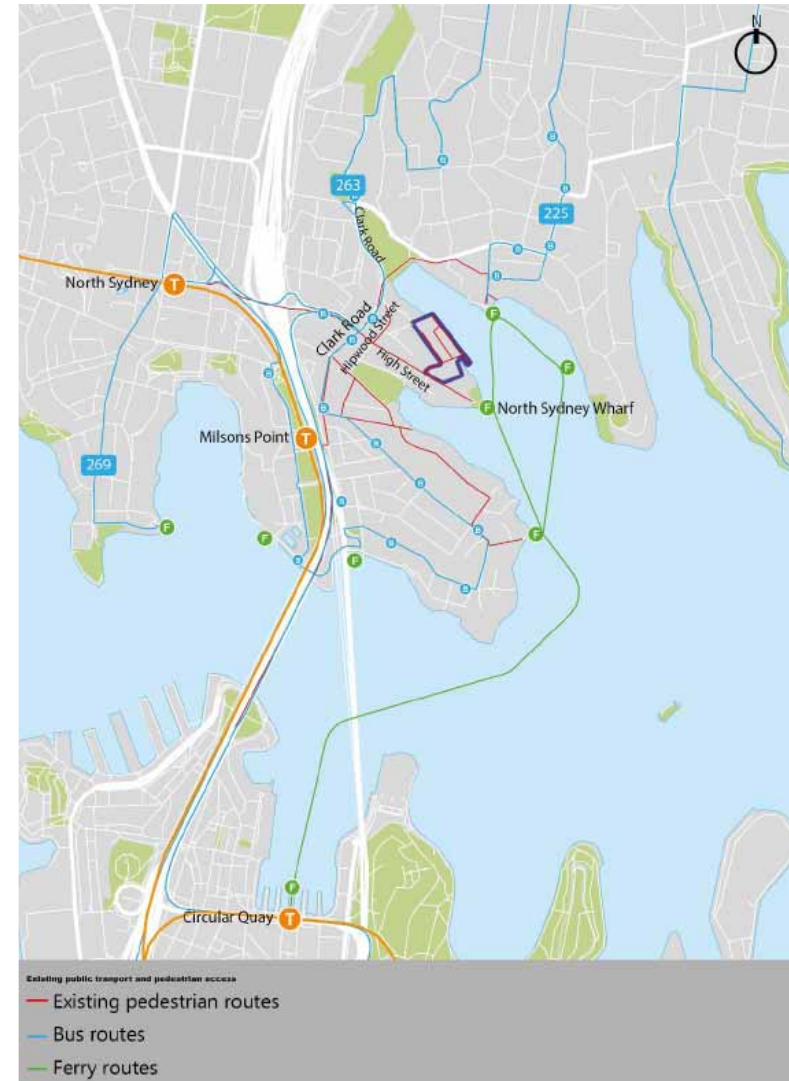 N
263
Clark Road
225
B
B
B
B
B
North Sydney
T
B
F
Clark Road
B
B
Hipwood Street
High Street
F
B
B
F
North Sydney Wharf
Milsons Point
T
B
269
B
B
F
B
F
F
B
B
F
B
Circular Quay
F
T
Existing public tranport and pedestrian access
Existing pedestrian routes
Bus routes
Ferry routes